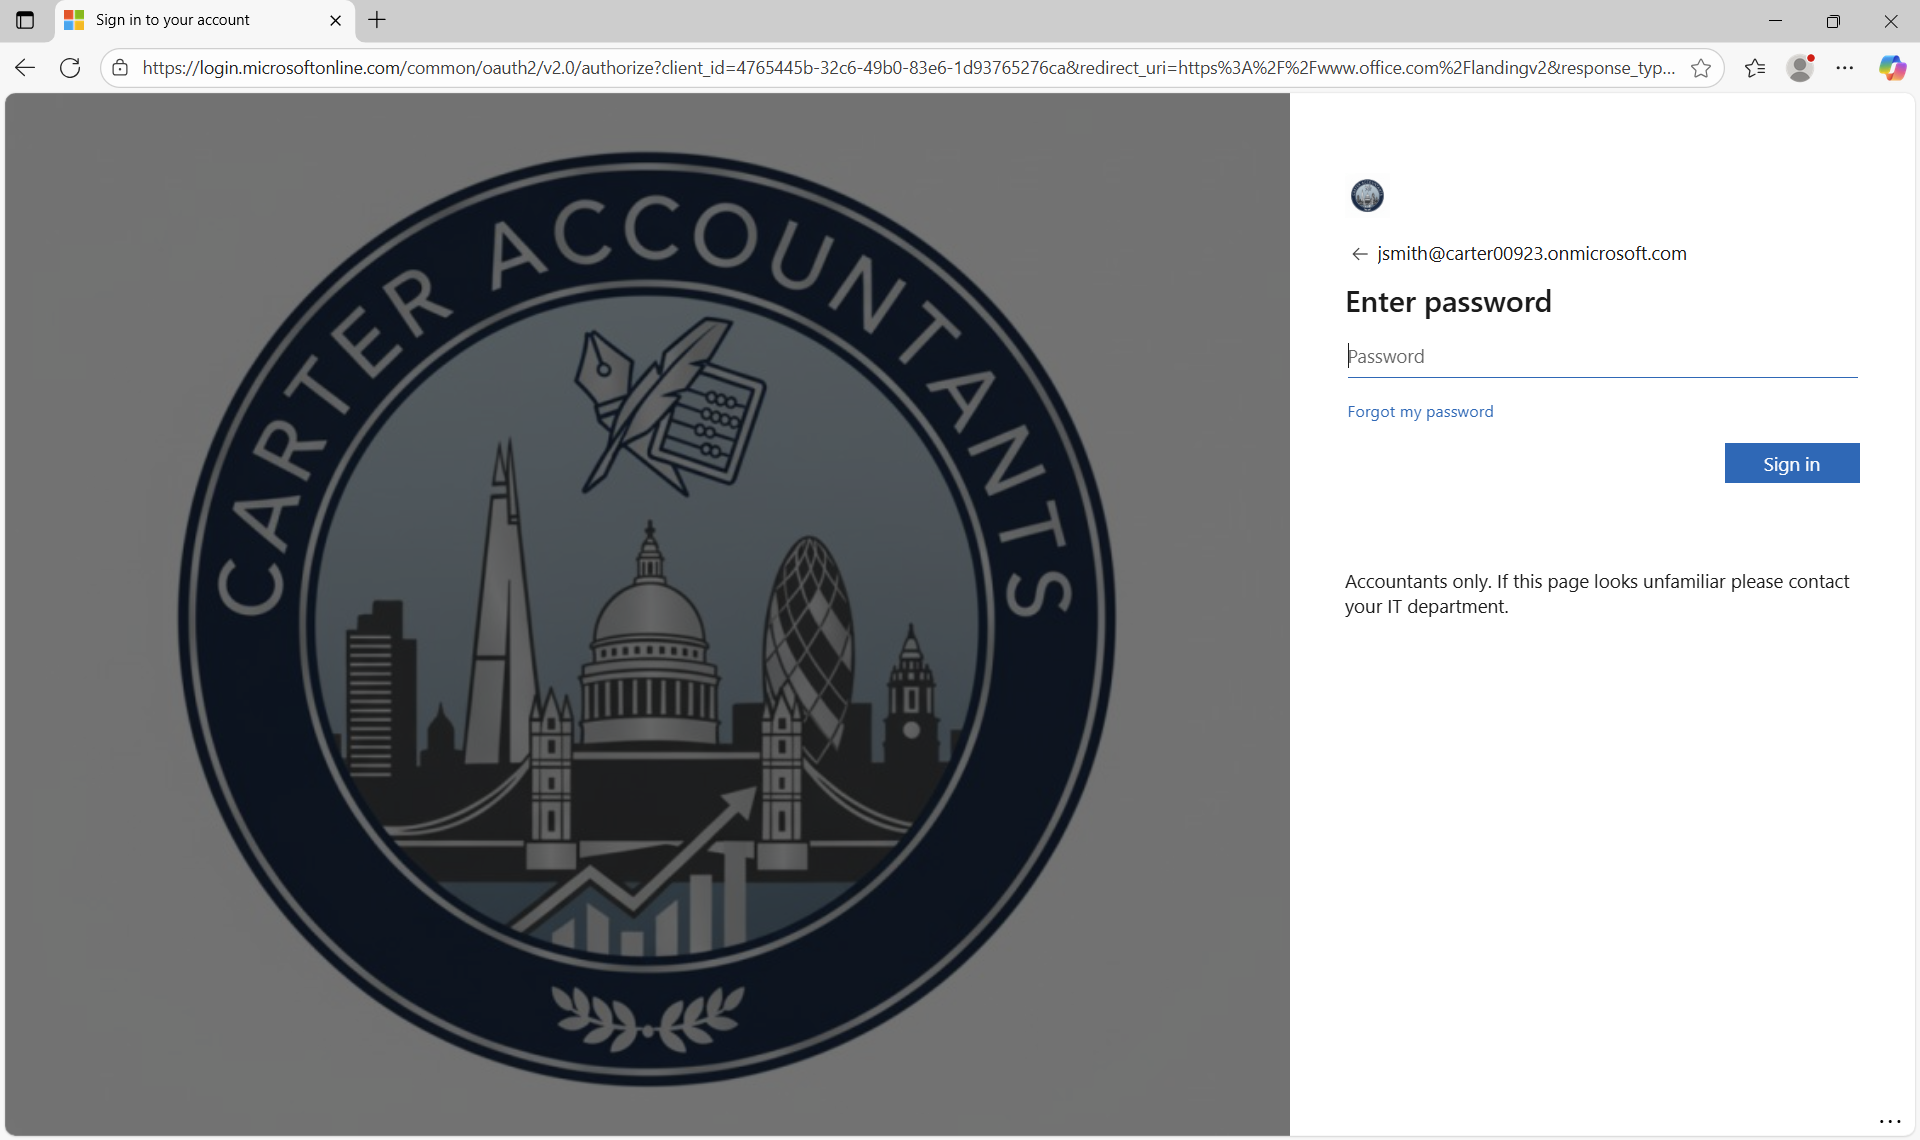 Sign in to your account
https://login.microsoftonline.com/common/oauth2/v2.0/authorize?client_id=4765445b-32c6-49b0-83e6-1d93765276ca&redirect_uri=https%3A%2F%2Fwww.office.com%2Flandingv2&response_typ...
CARTER ACCOUNTANTS
jsmith@carter00923.onmicrosoft.com
Enter password
Password
Forgot my password
Sign in
Accountants only. If this page looks unfamiliar please contact
your IT department.